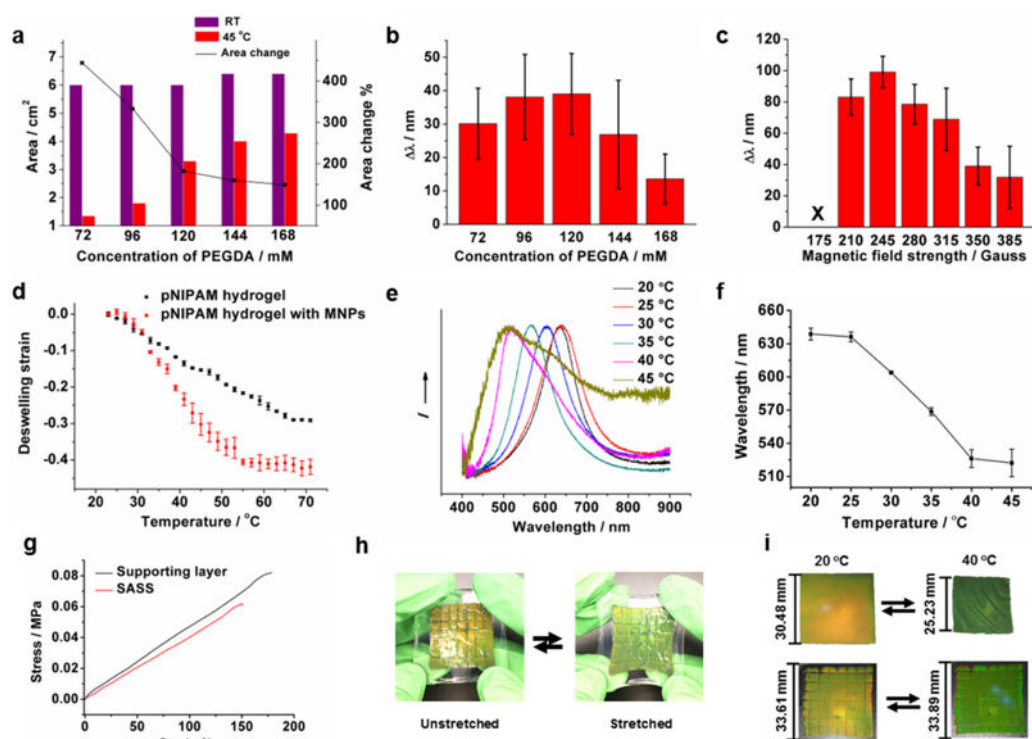 a
RT
45 °C
Area change
7
6
5
4
3
2
1
Area / cm²
400
300
200
100
Area change %
72 96 120 144 168
Concentration of PEGDA / mM
b
60
50
40
30
20
10
0
Δλ / nm
72 96 120 144 168
Concentration of PEGDA / mM
c
120
100
80
60
40
20
0
Δλ / nm
X
175 210 245 280 315 350 385
Magnetic field strength / Gauss
d
pNIPAM hydrogel
pNIPAM hydrogel with MNPs
0.0
-0.1
-0.2
-0.3
-0.4
Deswelling strain
30 40 50 60 70
Temperature / °C
e
20 °C
25 °C
30 °C
35 °C
40 °C
45 °C
I
400 500 600 700 800 900
Wavelength / nm
f
660
630
600
570
540
510
Wavelength / nm
20 25 30 35 40 45
Temperature / °C
g
Supporting layer
SASS
0.08
0.06
0.04
0.02
0.00
Stress / MPa
0 50 100 150 200 250
h
Unstretched
Stretched
i
20 °C
40 °C
30.48 mm
25.23 mm
33.61 mm
33.89 mm